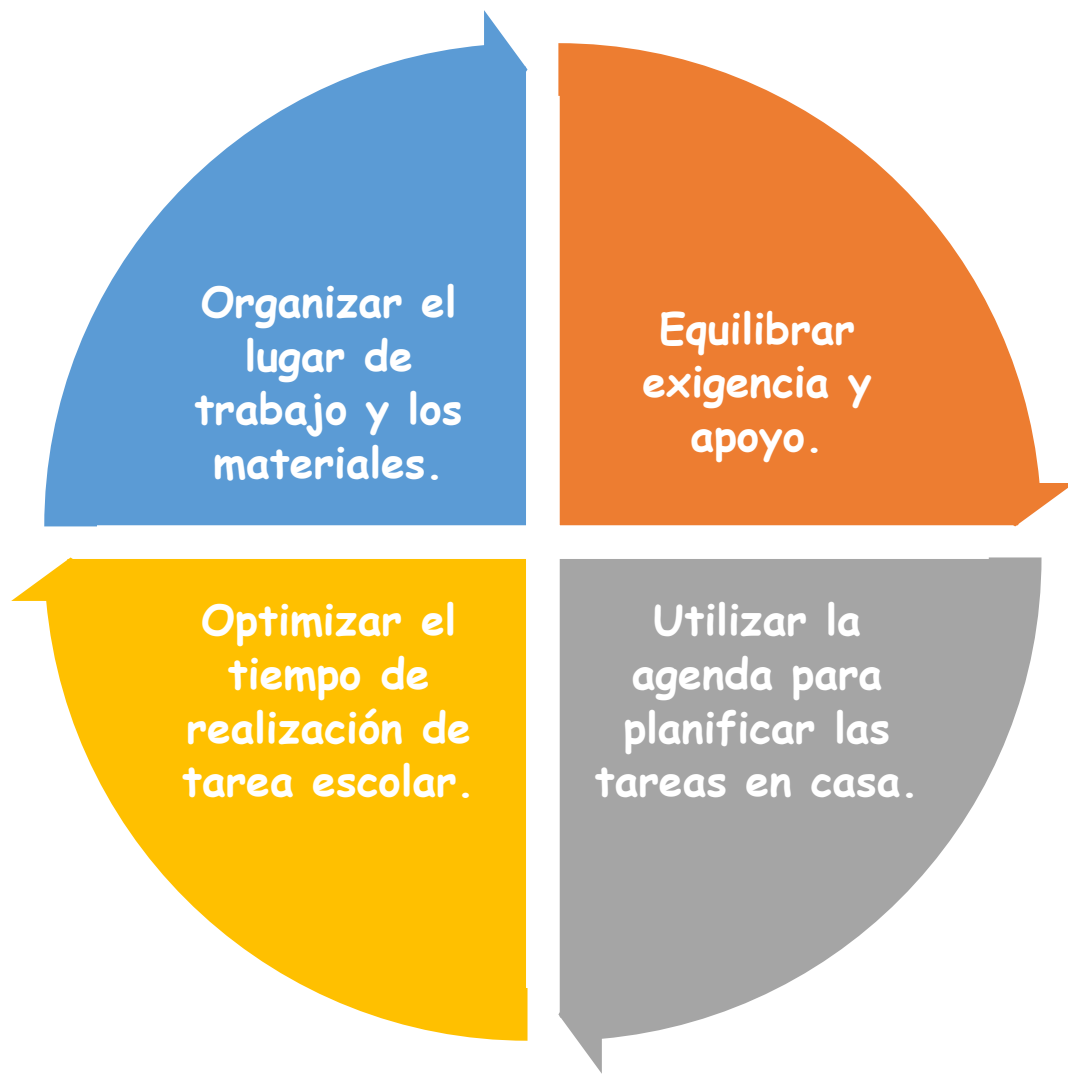 Organizar el
lugar de
trabajo y los
materiales.
Equilibrar
exigencia y
apoyo.
Optimizar el
tiempo de
realización de
tarea escolar.
Utilizar la
agenda para
planificar las
tareas en casa.